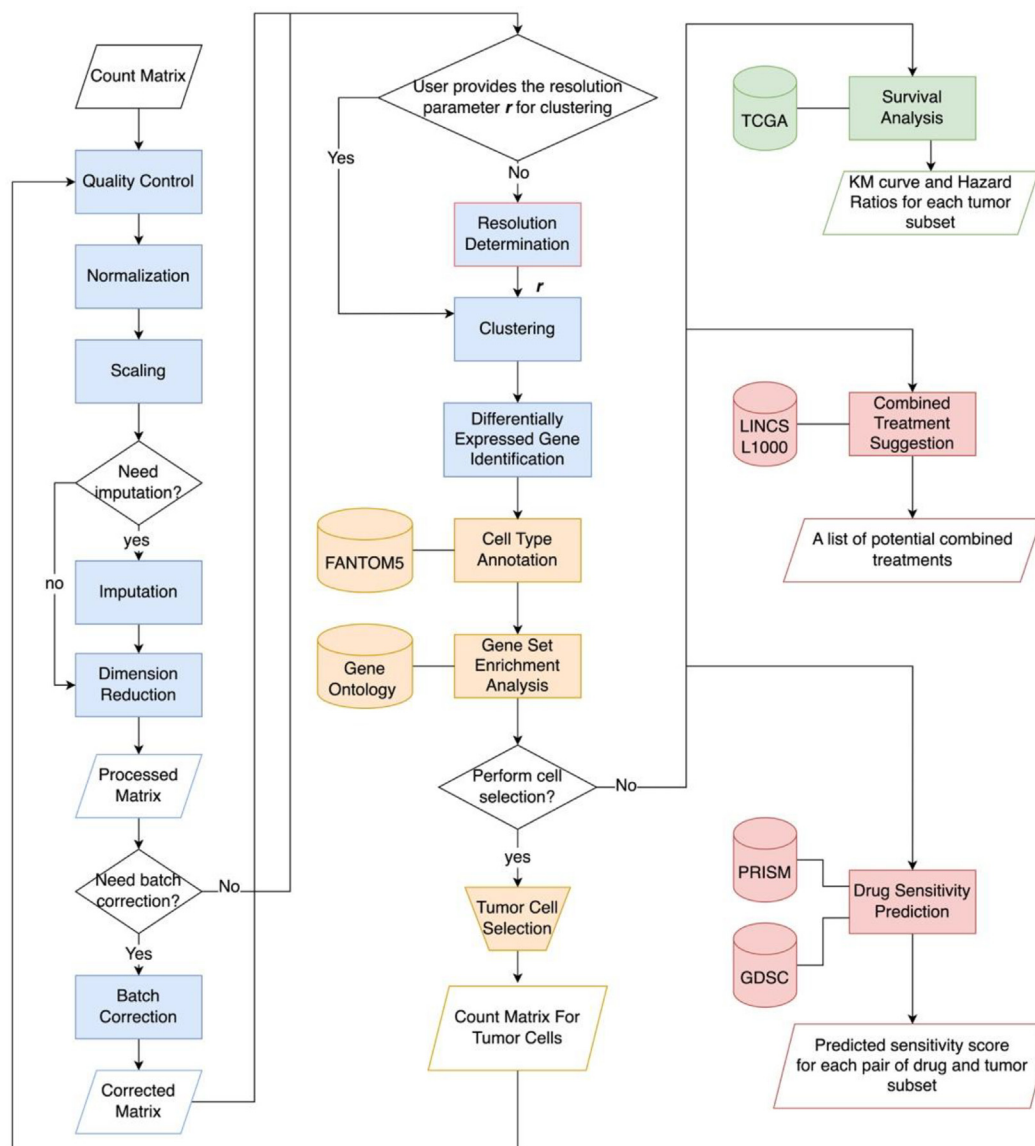 Count Matrix
Quality Control
Normalization
Scaling
Need
imputation?
yes
no
Imputation
Dimension
Reduction
Processed
Matrix
Need batch
correction?
No
Yes
Batch
Correction
Corrected
Matrix
User provides the resolution
parameter r for clustering
Yes
No
Resolution
Determination
r
Clustering
Differentially
Expressed Gene
Identification
FANTOM5
Cell Type
Annotation
Gene
Ontology
Gene Set
Enrichment
Analysis
Perform cell
selection?
No
yes
Tumor Cell
Selection
Count Matrix For
Tumor Cells
TCGA
Survival
Analysis
KM curve and Hazard
Ratios for each tumor
subset
LINCS
L1000
Combined
Treatment
Suggestion
A list of potential combined
treatments
PRISM
GDSC
Drug Sensitivity
Prediction
Predicted sensitivity score
for each pair of drug and tumor
subset